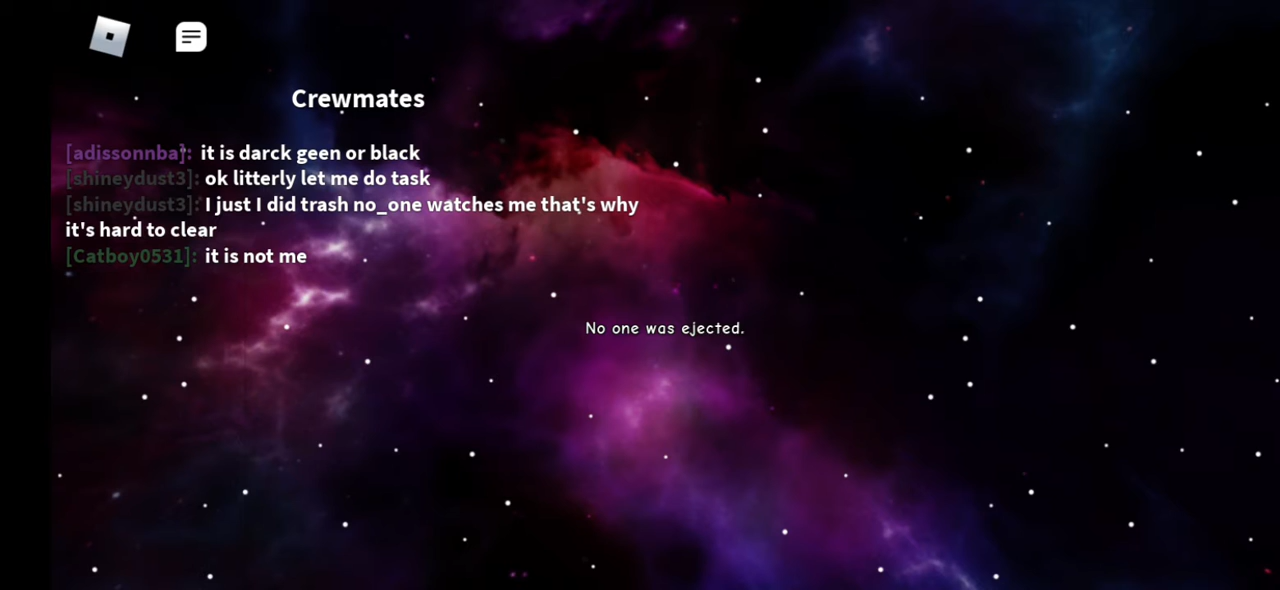 Crewmates
[adissonnba]: it is darck geen or black
[shineydust3]: ok litterly let me do task
[shineydust3]: I just I did trash no_one watches me that's why
it's hard to clear
[Catboy0531]: it is not me
No one was ejected.